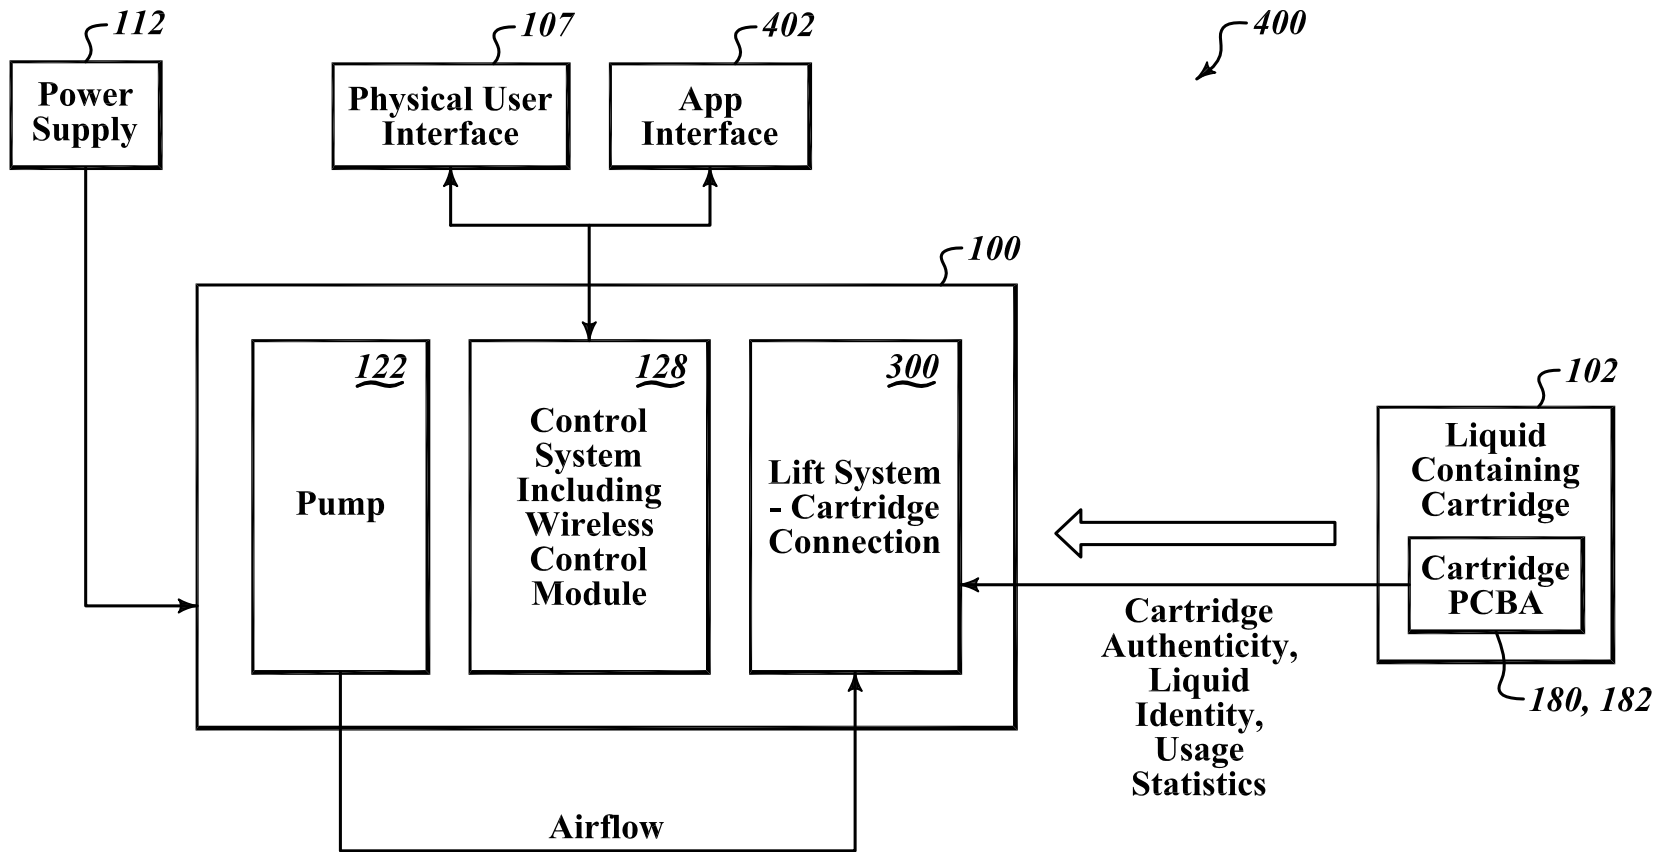 112
107
402
400
Power
Supply
Physical User
Interface
App
Interface
100
122
Pump
128
Control
System
Including
Wireless
Control
Module
300
Lift System
- Cartridge
Connection
102
Liquid
Containing
Cartridge
Cartridge
PCBA
180, 182
Cartridge
Authenticity,
Liquid
Identity,
Usage
Statistics
Airflow